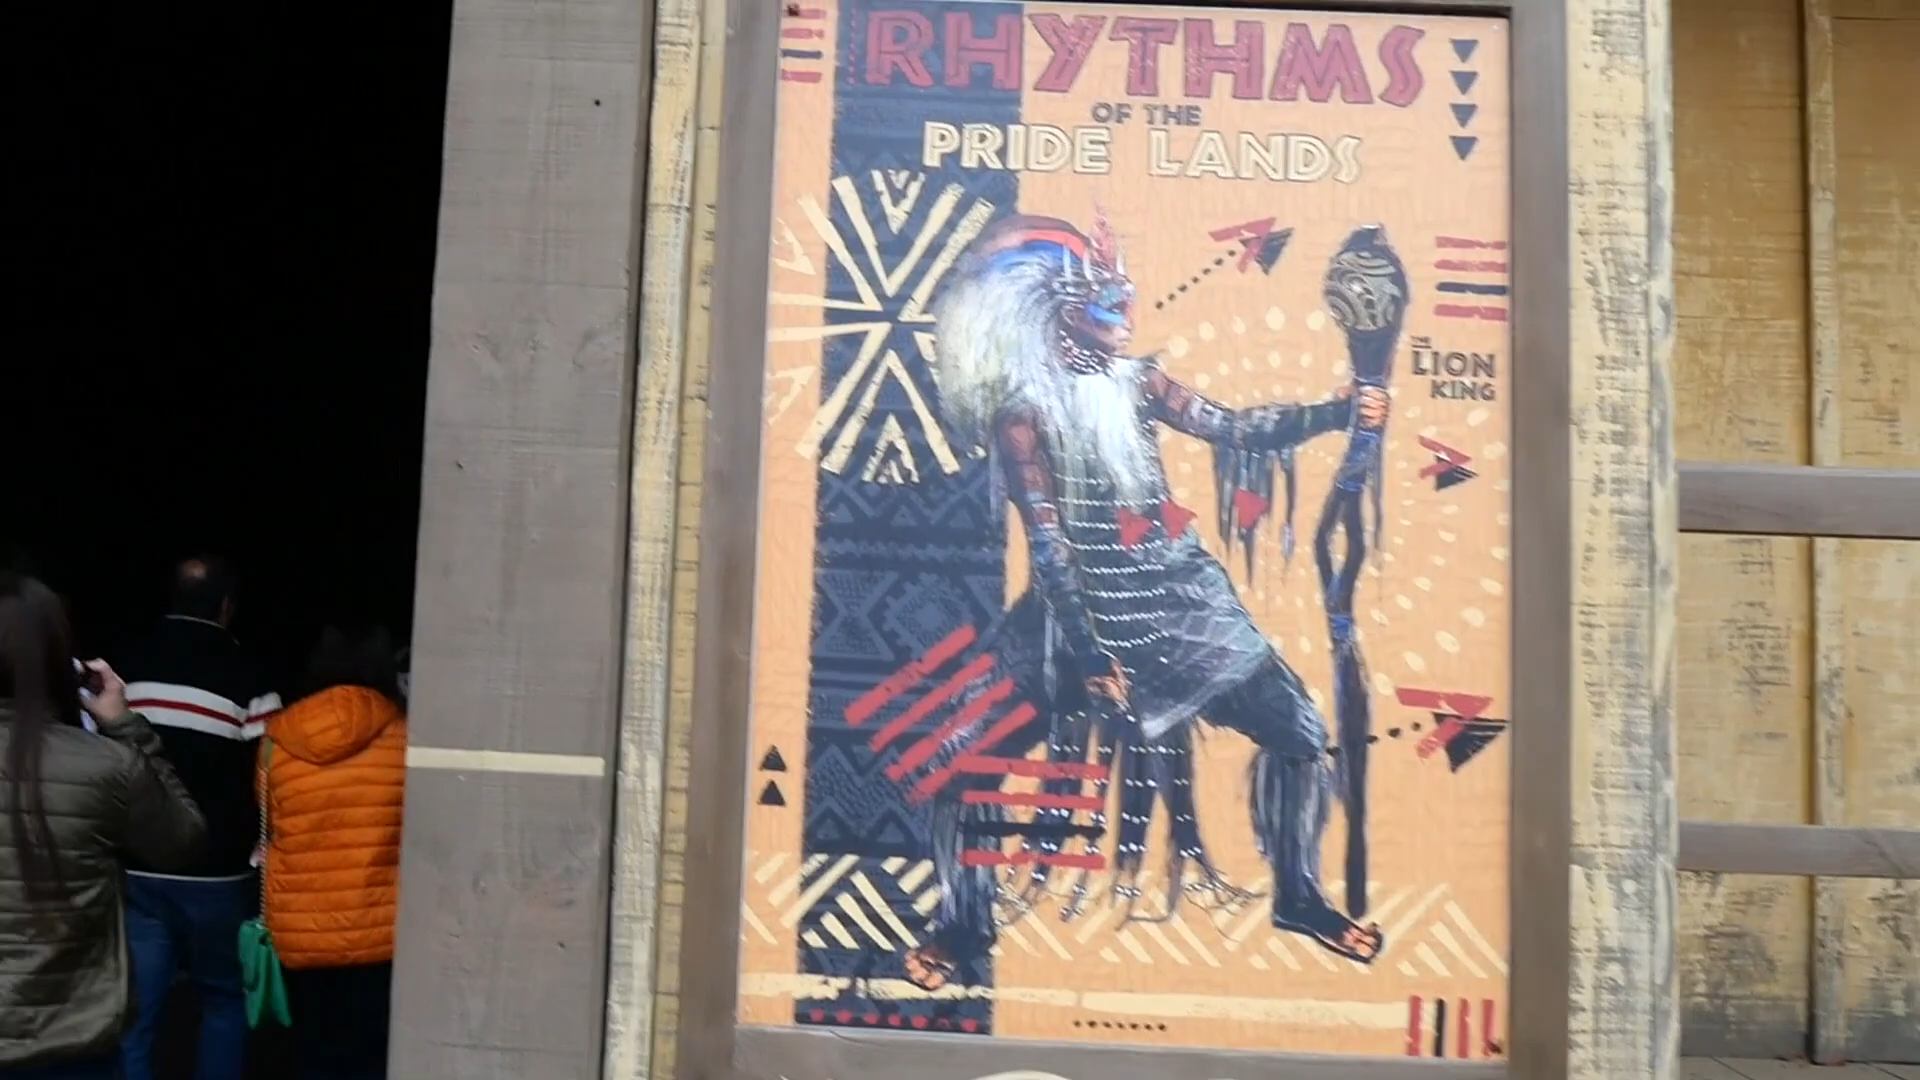 RHYTHMS
OF THE
PRIDE LANDS
THE
LION
KING